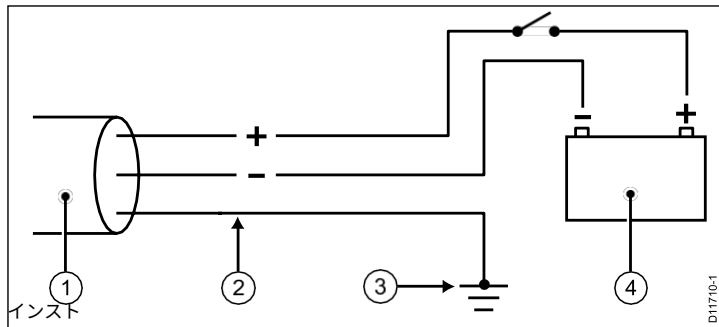 - +
+
-
① ② ③ ④
インスト
D11710-1